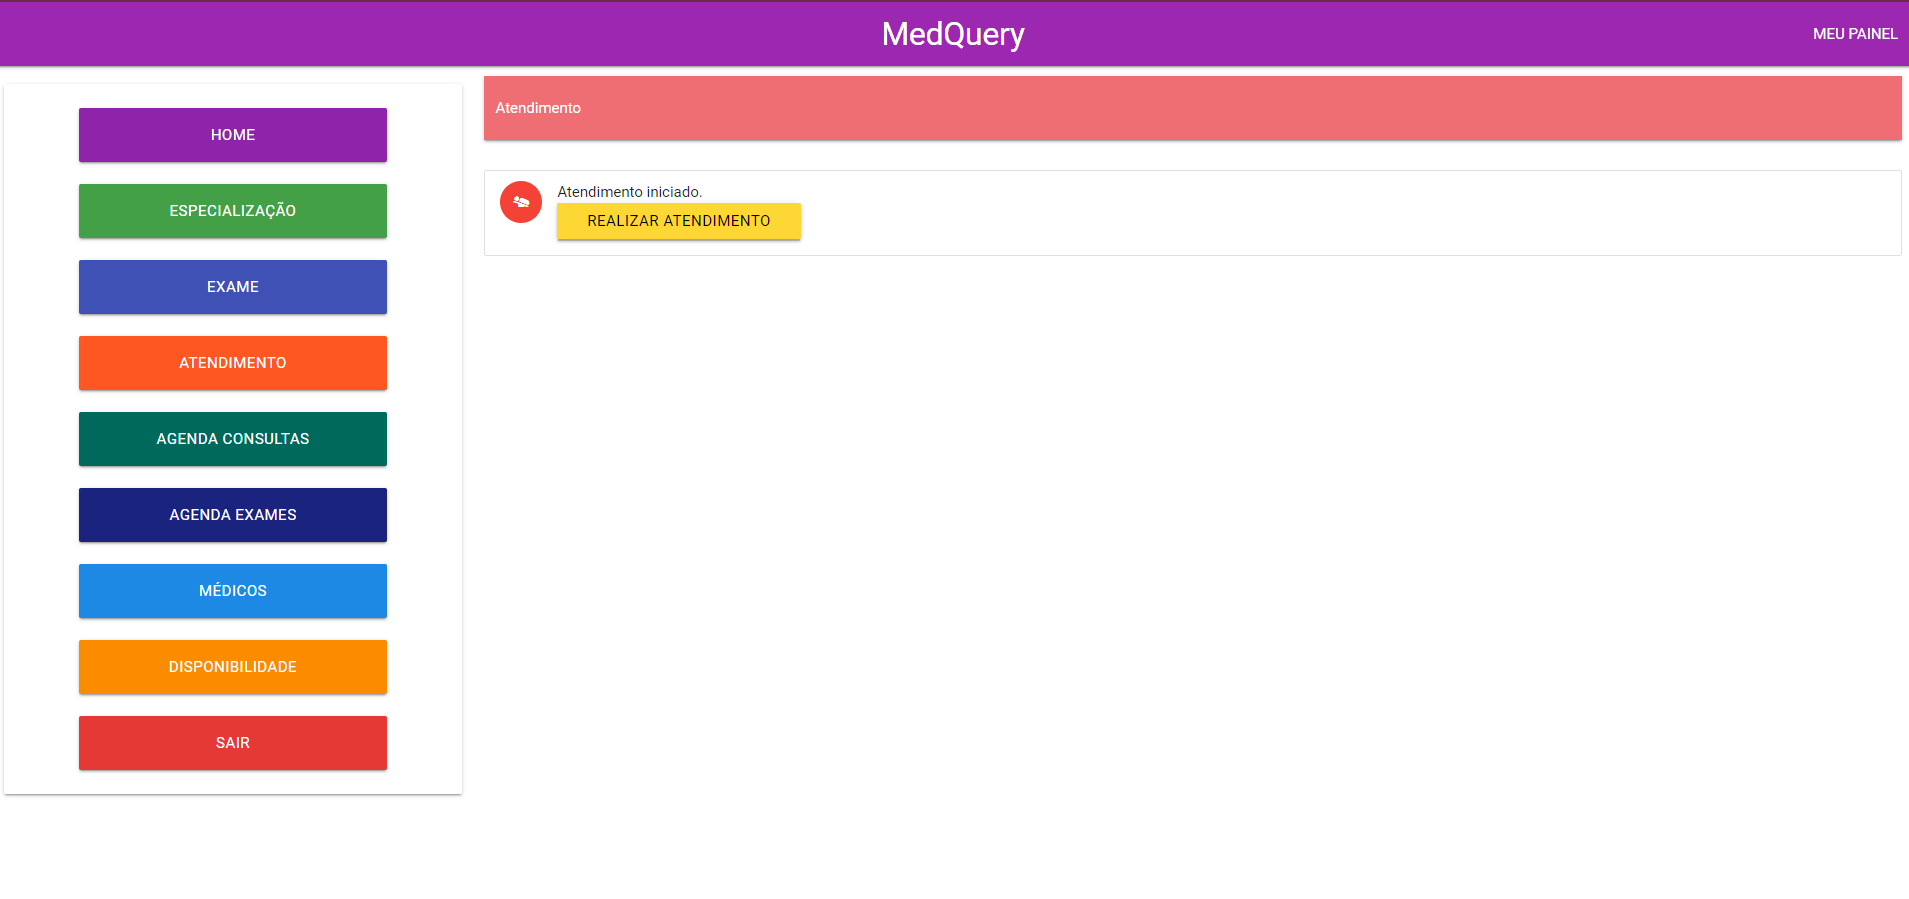 MedQuery
MEU PAINEL
HOME
ESPECIALIZAÇÃO
EXAME
ATENDIMENTO
AGENDA CONSULTAS
AGENDA EXAMES
MÉDICOS
DISPONIBILIDADE
SAIR
Atendimento
Atendimento iniciado.
REALIZAR ATENDIMENTO